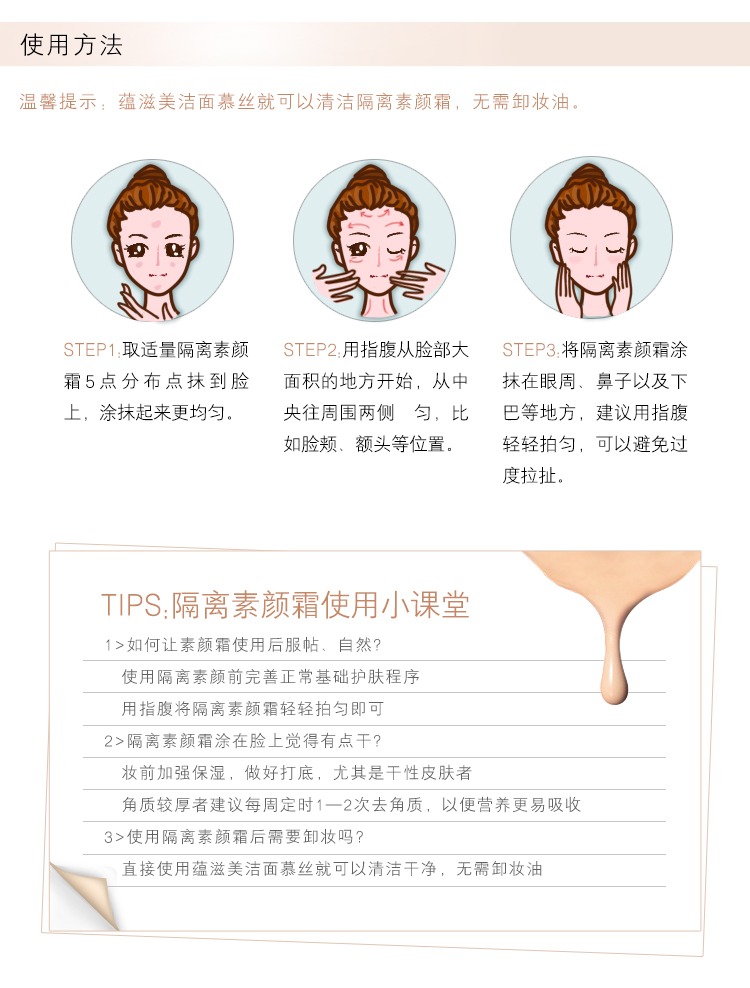 使用方法
温馨提示：蕴滋美洁面慕丝就可以清洁隔离素颜霜，无需卸妆油。
STEP1:取适量隔离素颜
霜5点分布点抹到脸
上，涂抹起来更均匀。
STEP2:用指腹从脸部大
面积的地方开始，从中
央往周围两侧 匀，比
如脸颊、额头等位置。
STEP3:将隔离素颜霜涂
抹在眼周、鼻子以及下
巴等地方，建议用指腹
轻轻拍匀，可以避免过
度拉扯。
TIPS:隔离素颜霜使用小课堂
1>如何让素颜霜使用后服帖、自然?
使用隔离素颜前完善正常基础护肤程序
用指腹将隔离素颜霜轻轻拍匀即可
2>隔离素颜霜涂在脸上觉得有点干?
妆前加强保湿，做好打底，尤其是干性皮肤者
角质较厚者建议每周定时1—2次去角质，以便营养更易吸收
3>使用隔离素颜霜后需要卸妆吗?
直接使用蕴滋美洁面慕丝就可以清洁干净，无需卸妆油